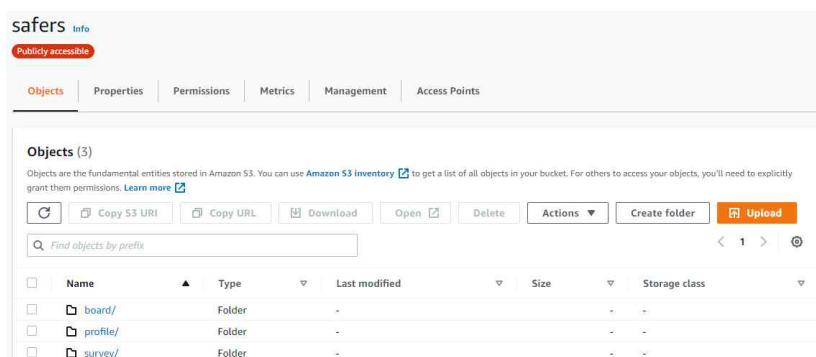 safers Info
Publicly accessible
Objects Properties Permissions Metrics Management Access Points
Objects (3)
Objects are the fundamental entities stored in Amazon S3. You can use Amazon S3 inventory to get a list of all objects in your bucket. For others to access your objects, you'll need to explicitly
grant them permissions. Learn more
Copy S3 URI Copy URL Download Open Delete Actions Create folder Upload
Find objects by prefix 1
Name Type Last modified Size Storage class
board/ Folder - - -
profile/ Folder - - -
survey/ Folder - - -